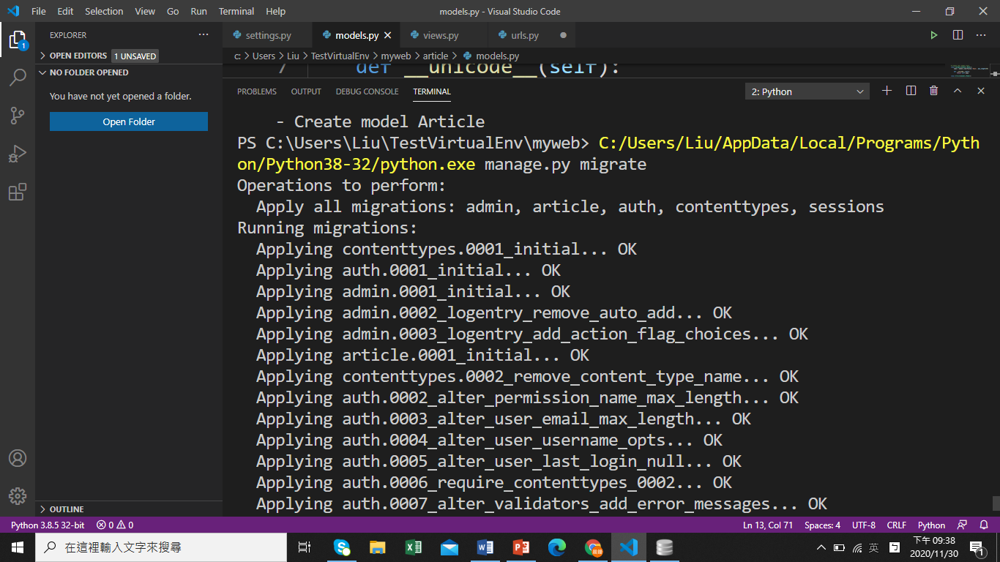 File Edit Selection View Go Run Terminal Help models.py - Visual Studio Code
EXPLORER
settings.py models.py views.py urls.py
OPEN EDITORS 1 UNSAVED
c: > Users > Liu > TestVirtualEnv > myweb > article > models.py
NO FOLDER OPENED
7 def __unicode__(self):
You have not yet opened a folder.
Open Folder
PROBLEMS OUTPUT DEBUG CONSOLE TERMINAL 2: Python
- Create model Article
PS C:\Users\Liu\TestVirtualEnv\myweb> C:/Users/Liu/AppData/Local/Programs/Pyth
on/Python38-32/python.exe manage.py migrate
Operations to perform:
Apply all migrations: admin, article, auth, contenttypes, sessions
Running migrations:
Applying contenttypes.0001_initial... OK
Applying auth.0001_initial... OK
Applying admin.0001_initial... OK
Applying admin.0002_logentry_remove_auto_add... OK
Applying admin.0003_logentry_add_action_flag_choices... OK
Applying article.0001_initial... OK
Applying contenttypes.0002_remove_content_type_name... OK
Applying auth.0002_alter_permission_name_max_length... OK
Applying auth.0003_alter_user_email_max_length... OK
Applying auth.0004_alter_user_username_opts... OK
Applying auth.0005_alter_user_last_login_null... OK
Applying auth.0006_require_contenttypes_0002... OK
Applying auth.0007_alter_validators_add_error_messages... OK
OUTLINE
Python 3.8.5 32-bit 0 0 Ln 13, Col 71 Spaces: 4 UTF-8 CRLF Python
在這裡輸入文字來搜尋
英
下午 09:38
2020/11/30
1